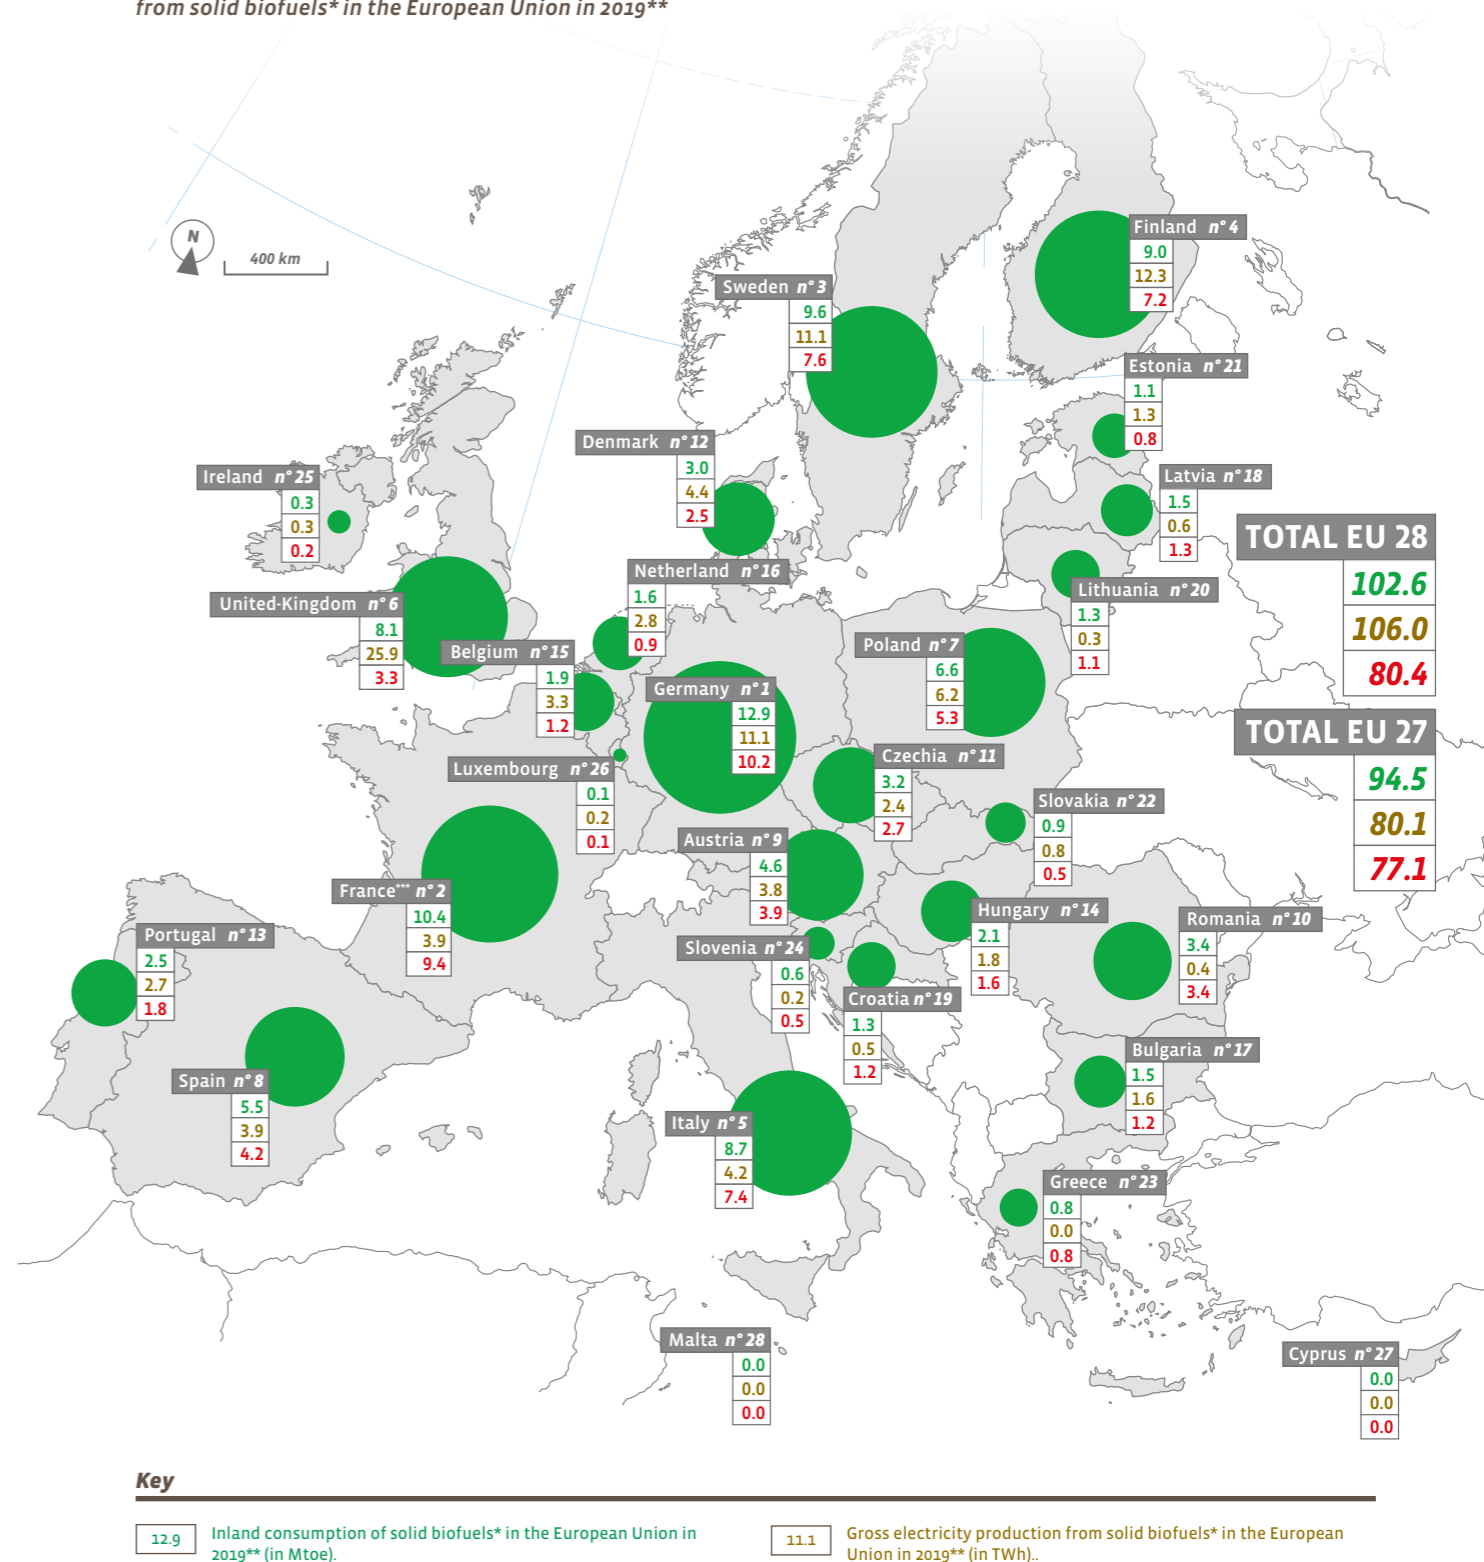 from solid biofuels* in the European Union in 2019**
N
400 km
Finland n° 4
9.0
12.3
7.2
Sweden n° 3
9.6
11.1
7.6
Estonia n° 21
1.1
1.3
0.8
Denmark n° 12
3.0
4.4
2.5
Ireland n° 25
0.3
0.3
0.2
Latvia n° 18
1.5
0.6
1.3
TOTAL EU 28
102.6
106.0
80.4
Netherland n° 16
1.6
2.8
0.9
Lithuania n° 20
1.3
0.3
1.1
United-Kingdom n° 6
8.1
25.9
3.3
Belgium n° 15
1.9
3.3
1.2
Poland n° 7
6.6
6.2
5.3
Germany n° 1
12.9
11.1
10.2
TOTAL EU 27
94.5
80.1
77.1
Czechia n° 11
3.2
2.4
2.7
Luxembourg n° 26
0.1
0.2
0.1
Slovakia n° 22
0.9
0.8
0.5
Austria n° 9
4.6
3.8
3.9
France*** n° 2
10.4
3.9
9.4
Hungary n° 14
2.1
1.8
1.6
Romania n° 10
3.4
0.4
3.4
Portugal n° 13
2.5
2.7
1.8
Slovenia n° 24
0.6
0.2
0.5
Croatia n° 19
1.3
0.5
1.2
Bulgaria n° 17
1.5
1.6
1.2
Spain n° 8
5.5
3.9
4.2
Italy n° 5
8.7
4.2
7.4
Greece n° 23
0.8
0.0
0.8
Malta n° 28
0.0
0.0
0.0
Cyprus n° 27
0.0
0.0
0.0
Key
12.9
Inland consumption of solid biofuels* in the European Union in
2019** (in Mtoe).
11.1
Gross electricity production from solid biofuels* in the European
Union in 2019** (in TWh)..